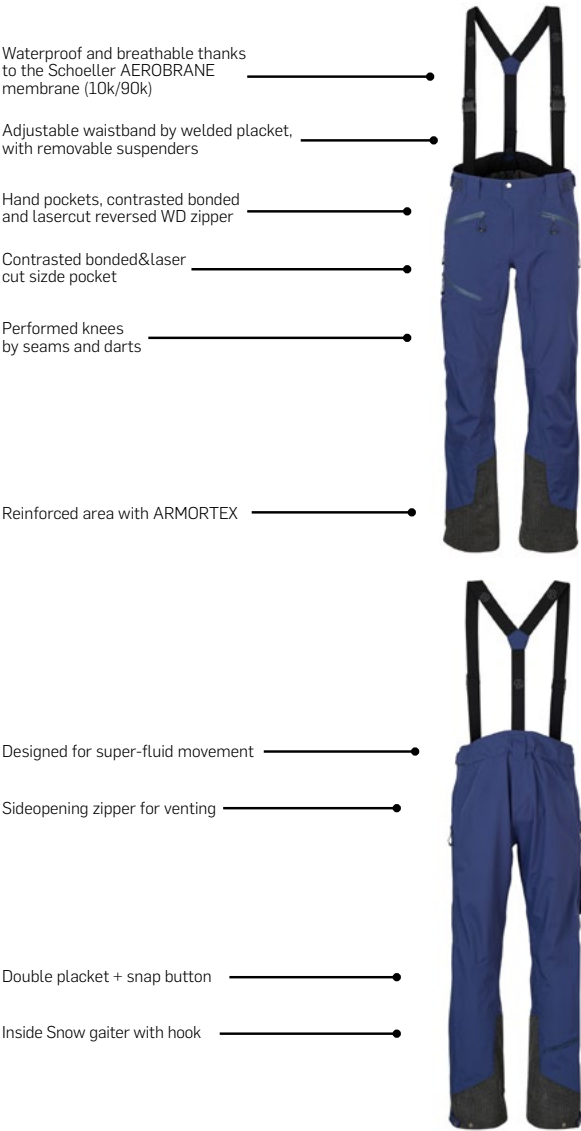 Waterproof and breathable thanks
to the Schoeller AEROBRANE
membrane (10k/90k)
Adjustable waistband by welded placket,
with removable suspenders
Hand pockets, contrasted bonded
and lasercut reversed WD zipper
Contrasted bonded&laser
cut sizde pocket
Performed knees
by seams and darts
Reinforced area with ARMORTEX
Designed for super-fluid movement
Sideopening zipper for venting
Double placket + snap button
Inside Snow gaiter with hook